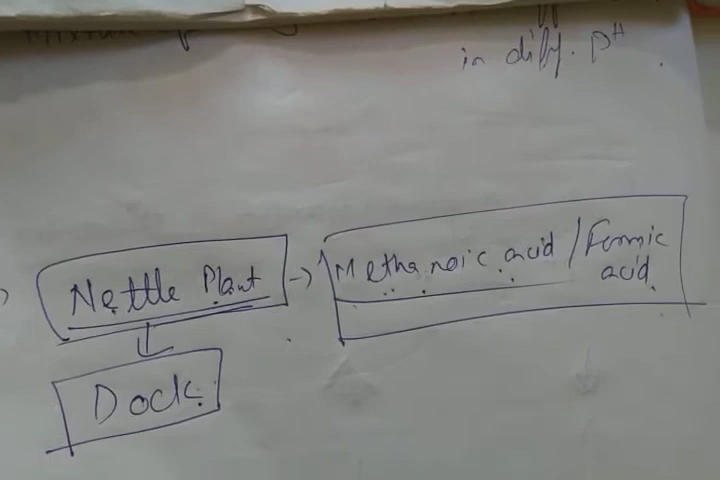 in diff. pH.
Nettle Plant → Methanoic acid / Formic acid.
Dock.